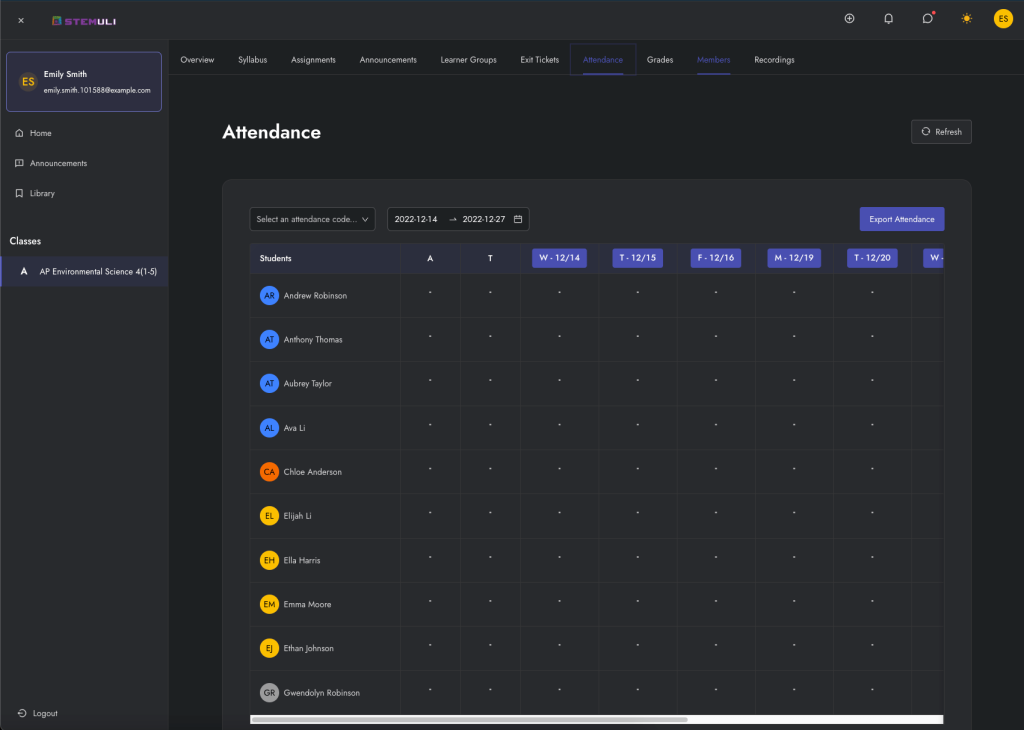 STEMULI
ES
ES
Emily Smith
emily.smith.101588@example.com
Home
Announcements
Library
Classes
A AP Environmental Science 4(1-5)
Logout
Overview Syllabus Assignments Announcements Learner Groups Exit Tickets Attendance Grades Members Recordings
Attendance
Refresh
Select an attendance code... 2022-12-14 → 2022-12-27
Export Attendance
Students A T W - 12/14 T - 12/15 F - 12/16 M - 12/19 T - 12/20 W -
AR Andrew Robinson - - - - - - -
AT Anthony Thomas - - - - - - -
AT Aubrey Taylor - - - - - - -
AL Ava Li - - - - - - -
CA Chloe Anderson - - - - - - -
EL Elijah Li - - - - - - -
EH Ella Harris - - - - - - -
EM Emma Moore - - - - - - -
EJ Ethan Johnson - - - - - - -
GR Gwendolyn Robinson - - - - - - -